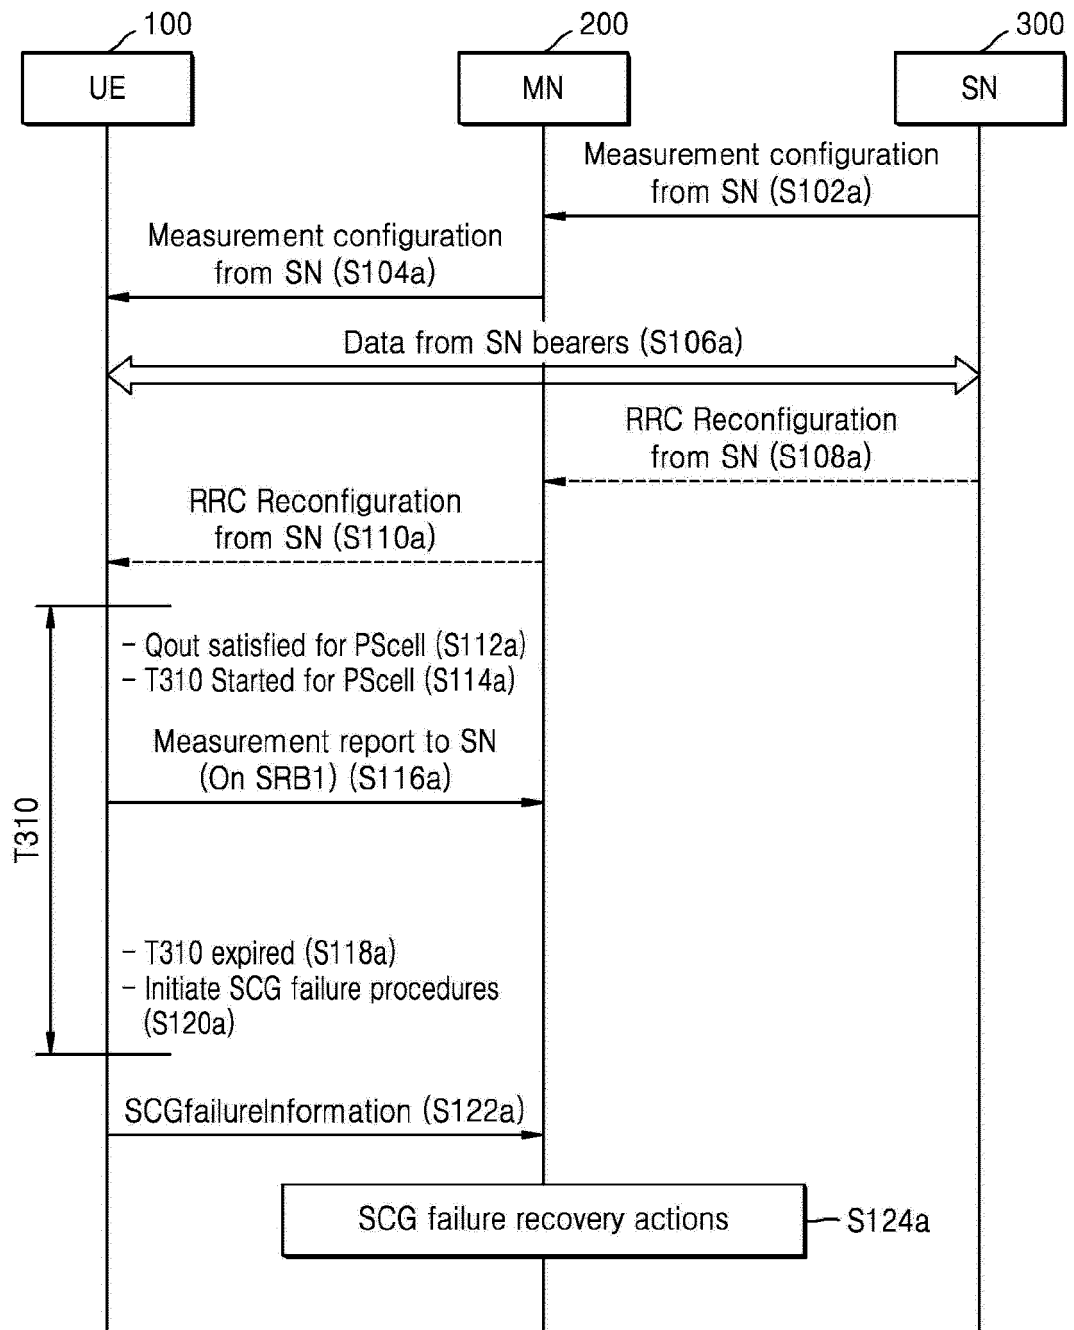 100
200
300
UE
MN
SN
Measurement configuration
from SN (S102a)
Measurement configuration
from SN (S104a)
Data from SN bearers (S106a)
RRC Reconfiguration
from SN (S108a)
RRC Reconfiguration
from SN (S110a)
- Qout satisfied for PScell (S112a)
- T310 Started for PScell (S114a)
Measurement report to SN
(On SRB1) (S116a)
T310
- T310 expired (S118a)
- Initiate SCG failure procedures
(S120a)
SCGfailureInformation (S122a)
SCG failure recovery actions
S124a